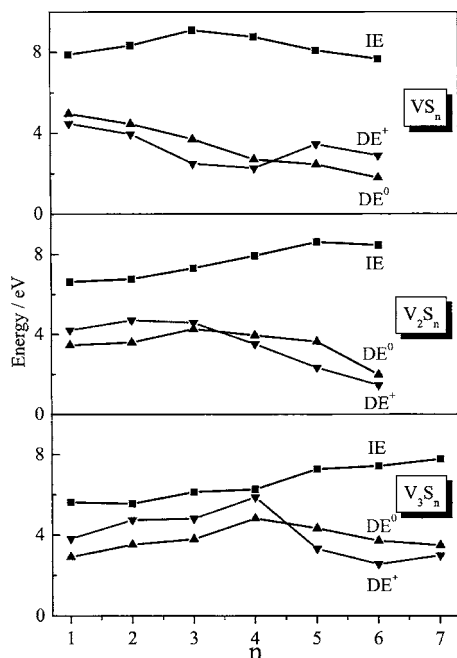 8
IE
VSₙ
4
DE⁺
DE⁰
0
8
IE
V₂Sₙ
Energy / eV
4
DE⁰
DE⁺
0
8
IE
V₃Sₙ
4
DE⁰
DE⁺
0
1 2 3 4 5 6 7
n